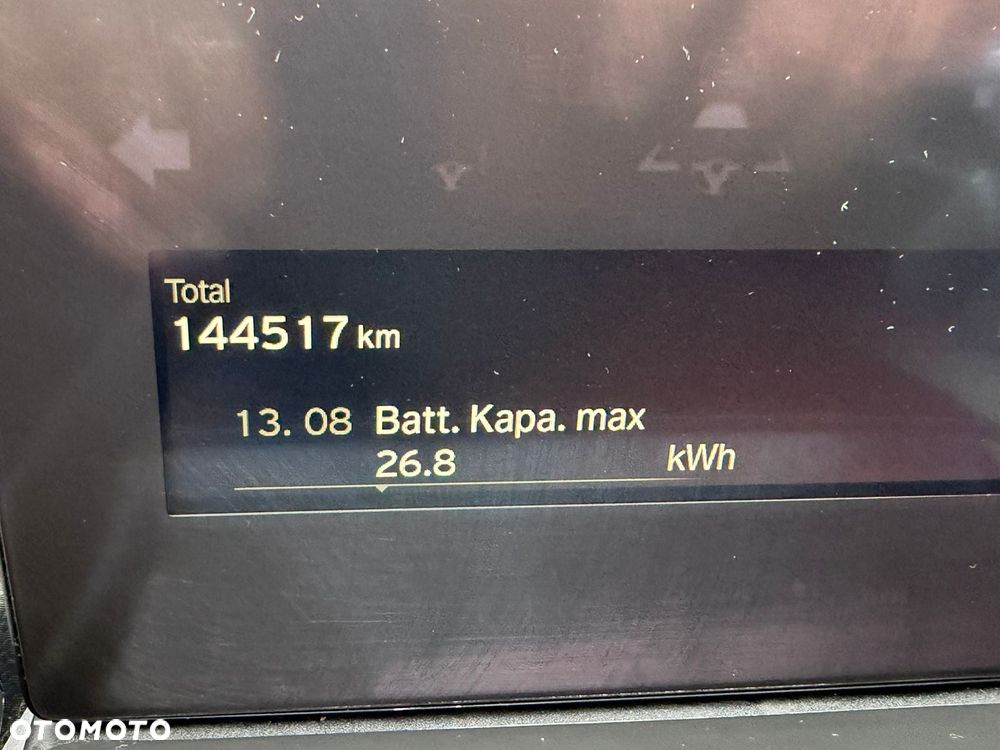 Total
144517 km
13. 08 Batt. Kapa. max
26.8 kWh
OTOMOTO